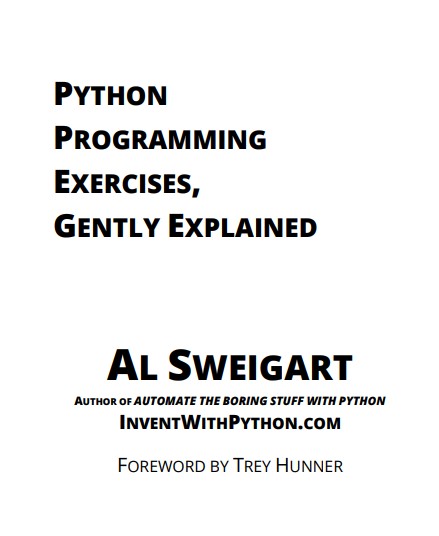 Python
Programming
Exercises,
Gently Explained
Al Sweigart
Author of AUTOMATE THE BORING STUFF WITH PYTHON
InventWithPython.com
Foreword by Trey Hunner